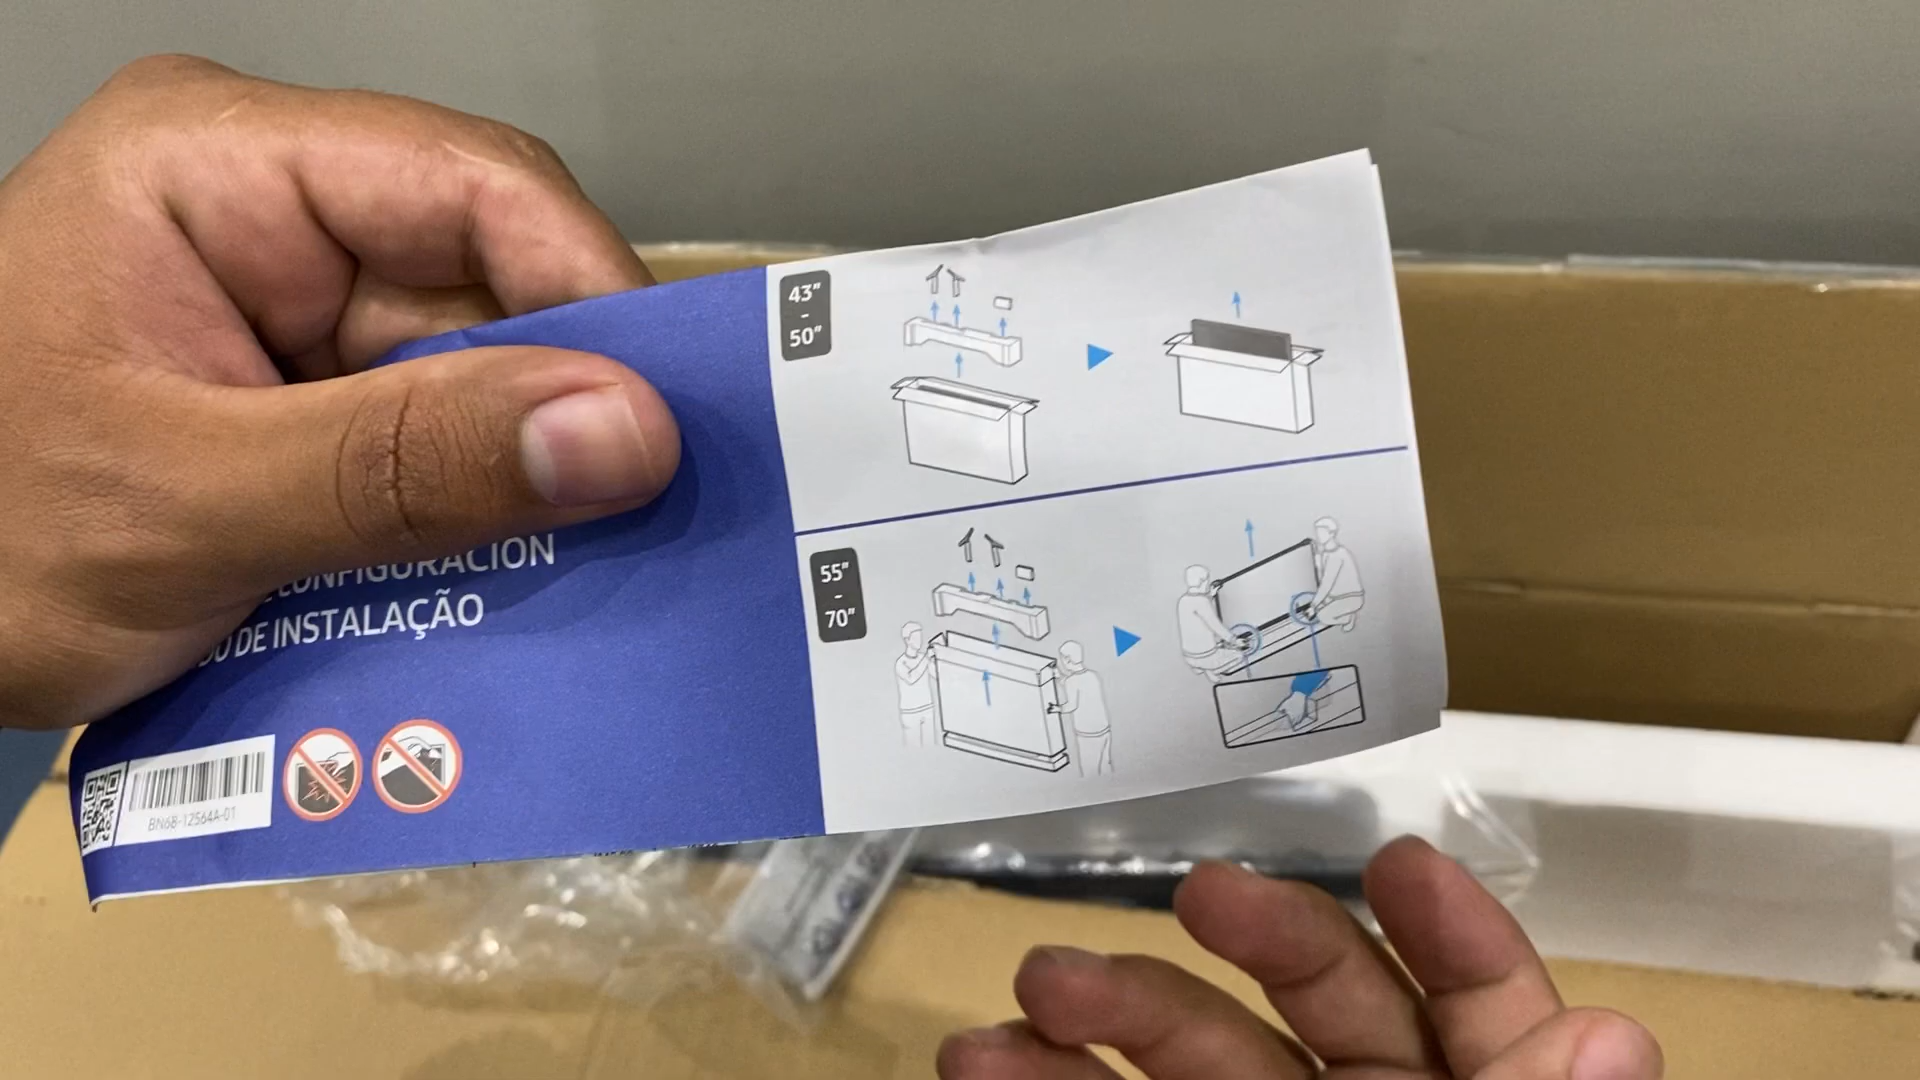 CONFIGURACIÓN
DE INSTALAÇÃO
BN68-12564A-01
43"
-
50"
55"
-
70"